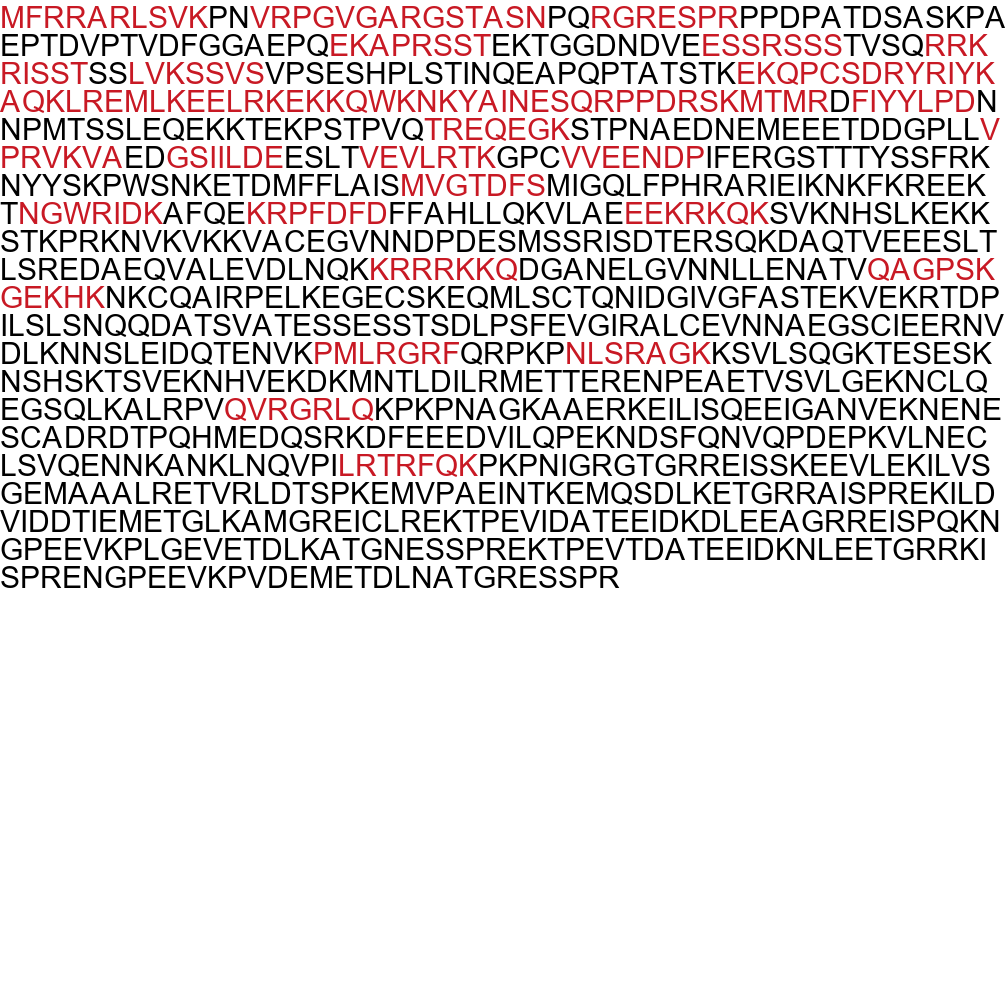 MFRRARLSVKPNVRPGVGARGSTASNPQRGRESPRPPDPATDSASKPA
EPTDVPTVDFGGAEPQEKAPRSSTEKTGGDNDVEESSRSSSTVSQRRK
RISSTSSLVKSSVSVPSESHPLSTINQEAPQPTATSTKEKQPCSDRYRIYK
AQKLREMLKEELRKEKKQWKNKYAINESQRPPDRSKMTMRDFIYYLPDN
NPMTSSLEQEKKTEKPSTPVQTREQEGKSTPNAEDNEMEEETDDGPLLV
PRVKVAEDGSIILDEESLTVEVLRTKGPCVVEENDPIFERGSTTTYSSFRK
NYYSKPWSNKETDMFFLAISMVGTDFSMIGQLFPHRARIEIKNKFKREEK
TNGWRIDKAFQEKRPFDFDFFAHLLQKVLAEEEKRKQKSVKNHSLKEKK
STKPRKNVKVKKVACEGVNNDPDESMSSRISDTERSQKDAQTVEEESLT
LSREDAEQVALEVDLNQKKRRRKKQDGANELGVNNLLENATVQAGPSK
GEKHKNKCQAIRPELKEGECSKEQMLSCTQNIDGIVGFASTEKVEKRTDP
ILSLSNQQDATSVATESSESSTSDLPSFEVGIRALCEVNNAEGSCIEERNV
DLKNNSLEIDQTENVKPMLRGRFQRPKPNLSRAGKKSVLSQGKTESESK
NSHSKTSVEKNHVEKDKMNTLDILRMETTERENPEAETVSVLGEKNCLQ
EGSQLKALRPVQVRGRLQKPKPNAGKAAERKEILISQEEIGANVEKNENE
SCADRDTPQHMEDQSRKDFEEEDVILQPEKNDSFQNVQPDEPKVLNEC
LSVQENNKANKLNQVPILRTRFQKPKPNIGRGTGRREISSKEEVLEKILVS
GEMAAALRETVRLDTSPKEMVPAEINTKEMQSDLKETGRRAISPREKILD
VIDDTIEMETGLKAMGREICLREKTPEVIDATEEIDKDLEEAGRREISPQKN
GPEEVKPLGEVETDLKATGNESSPREKTPEVTDATEEIDKNLEETGRRKI
SPRENGPEEVKPVDEMETDLNATGRESSPR